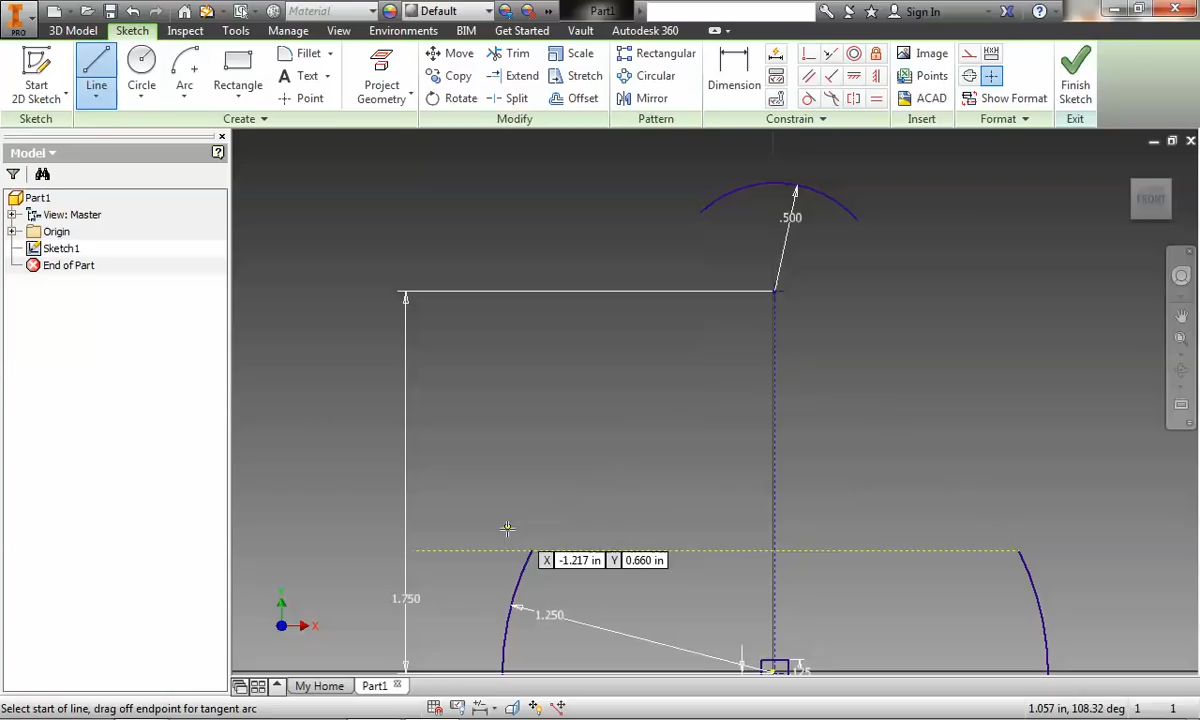 PRO
Material
Default
Part1
Sign In
3D Model Sketch Inspect Tools Manage View Environments BIM Get Started Vault Autodesk 360
Start
2D Sketch
Line
Circle
Arc
Rectangle
Fillet
Text
Point
Project
Geometry
Move
Copy
Rotate
Trim
Extend
Split
Scale
Stretch
Offset
Rectangular
Circular
Mirror
Dimension
Image
Points
ACAD
Show Format
Finish
Sketch
Sketch Create Modify Pattern Constrain Insert Format Exit
Model
Part1
View: Master
Origin
Sketch1
End of Part
FRONT
.500
X -1.217 in Y 0.660 in
1.750
1.250
X
My Home Part1
Select start of line, drag off endpoint for tangent arc
1.057 in, 108.32 deg 1 1